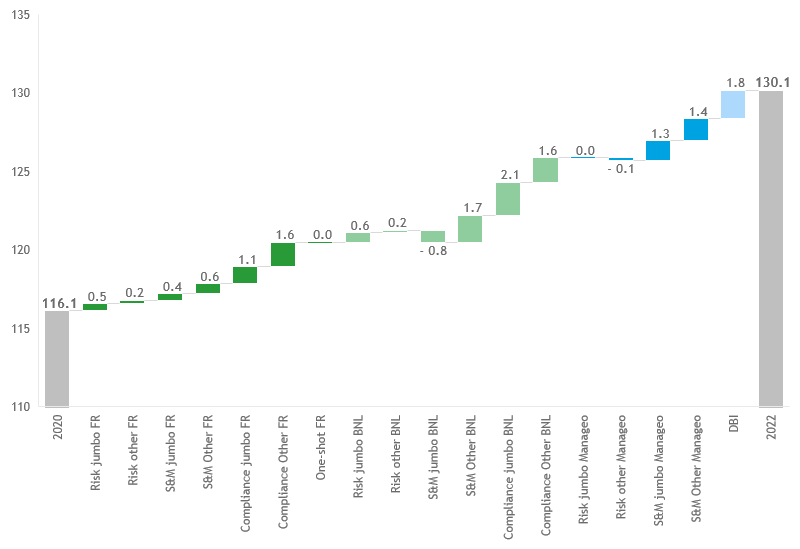 135
130
125
120
115
110
116.1
0.5
0.2
0.4
0.6
1.1
1.6
0.0
0.6
0.2
- 0.8
1.7
2.1
1.6
0.0
- 0.1
1.3
1.4
1.8
130.1
2020
Risk jumbo FR
Risk other FR
S&M jumbo FR
S&M Other FR
Compliance jumbo FR
Compliance Other FR
One-shot FR
Risk jumbo BNL
Risk other BNL
S&M jumbo BNL
S&M Other BNL
Compliance jumbo BNL
Compliance Other BNL
Risk jumbo Manageo
Risk other Manageo
S&M jumbo Manageo
S&M Other Manageo
DBI
2022